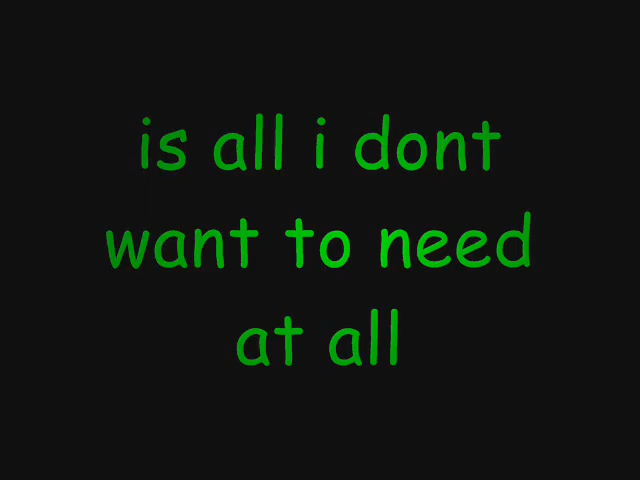 is all i dont
want to need
at all